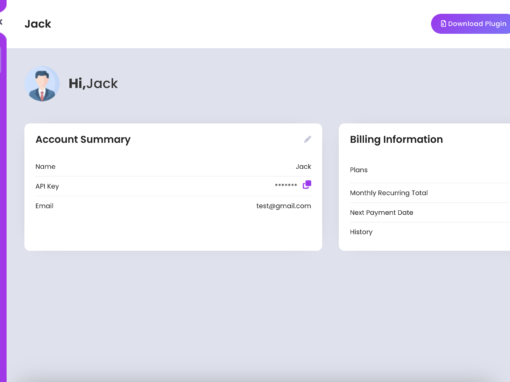 Jack
Download Plugin
Hi,Jack
Account Summary
Name Jack
API Key *******
Email test@gmail.com
Billing Information
Plans
Monthly Recurring Total
Next Payment Date
History